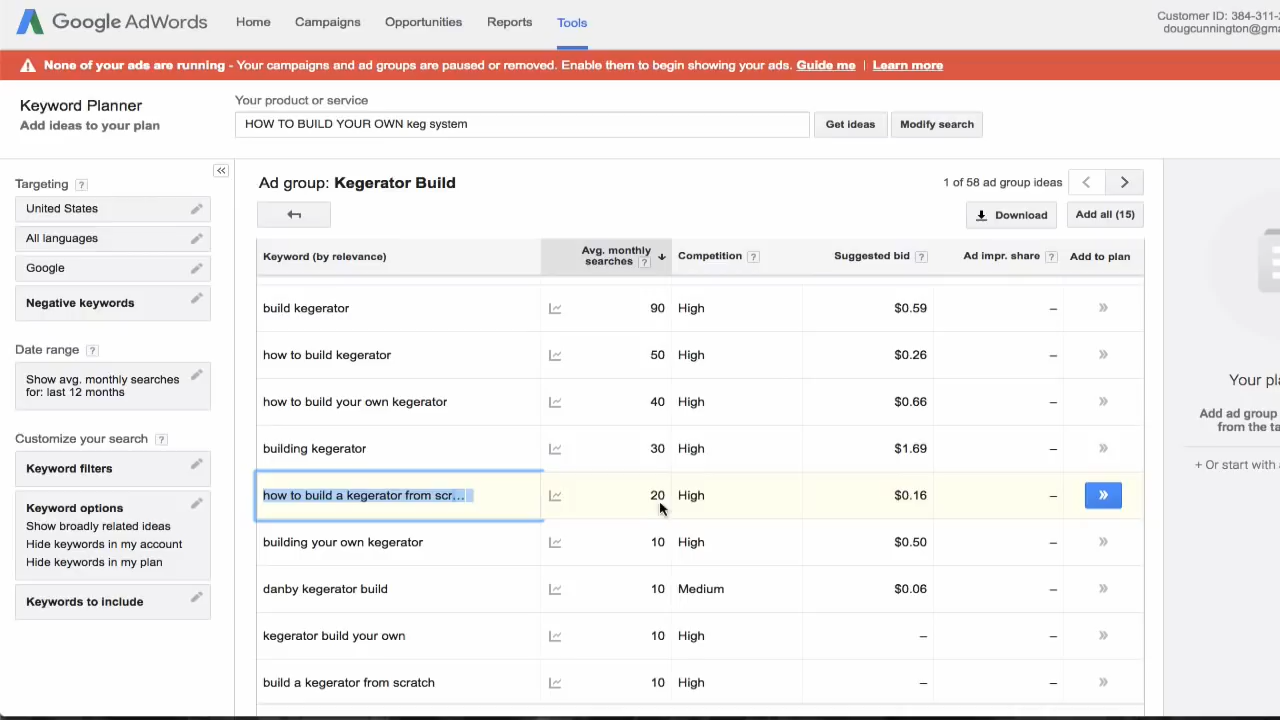 Google AdWords
Home Campaigns Opportunities Reports Tools
Customer ID: 384-311-
dougcunnington@gm
None of your ads are running - Your campaigns and ad groups are paused or removed. Enable them to begin showing your ads. Guide me | Learn more
Keyword Planner
Add ideas to your plan
Your product or service
HOW TO BUILD YOUR OWN keg system
Get ideas
Modify search
Targeting ?
United States
All languages
Google
Negative keywords
Date range ?
Show avg. monthly searches
for: last 12 months
Customize your search ?
Keyword filters
Keyword options
Show broadly related ideas
Hide keywords in my account
Hide keywords in my plan
Keywords to include
Ad group: Kegerator Build
1 of 58 ad group ideas
Download
Add all (15)
Keyword (by relevance) Avg. monthly searches ? Competition ? Suggested bid ? Ad impr. share ? Add to plan
build kegerator 90 High $0.59 – »
how to build kegerator 50 High $0.26 – »
how to build your own kegerator 40 High $0.66 – »
building kegerator 30 High $1.69 – »
how to build a kegerator from scr... 20 High $0.16 – »
building your own kegerator 10 High $0.50 – »
danby kegerator build 10 Medium $0.06 – »
kegerator build your own 10 High – – »
build a kegerator from scratch 10 High – – »
Your pl
Add ad group
from the ta
+ Or start with